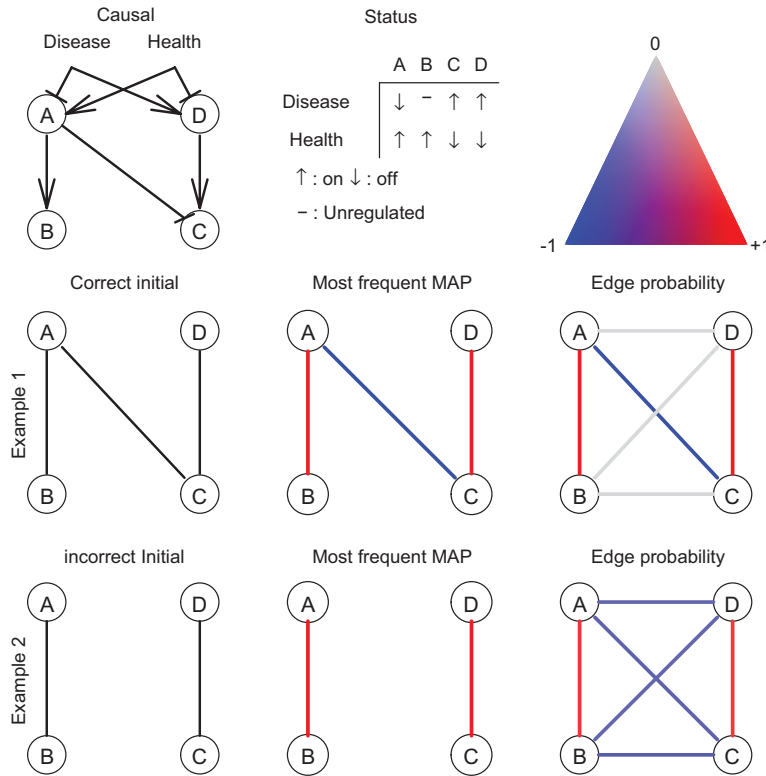 Causal
Disease Health
A D
B C
Status
A B C D
Disease ↓ − ↑ ↑
Health ↑ ↑ ↓ ↓
↑ : on ↓ : off
− : Unregulated
0
-1 +1
Example 1
Correct initial
A D
B C
Most frequent MAP
A D
B C
Edge probability
A D
B C
Example 2
incorrect Initial
A D
B C
Most frequent MAP
A D
B C
Edge probability
A D
B C